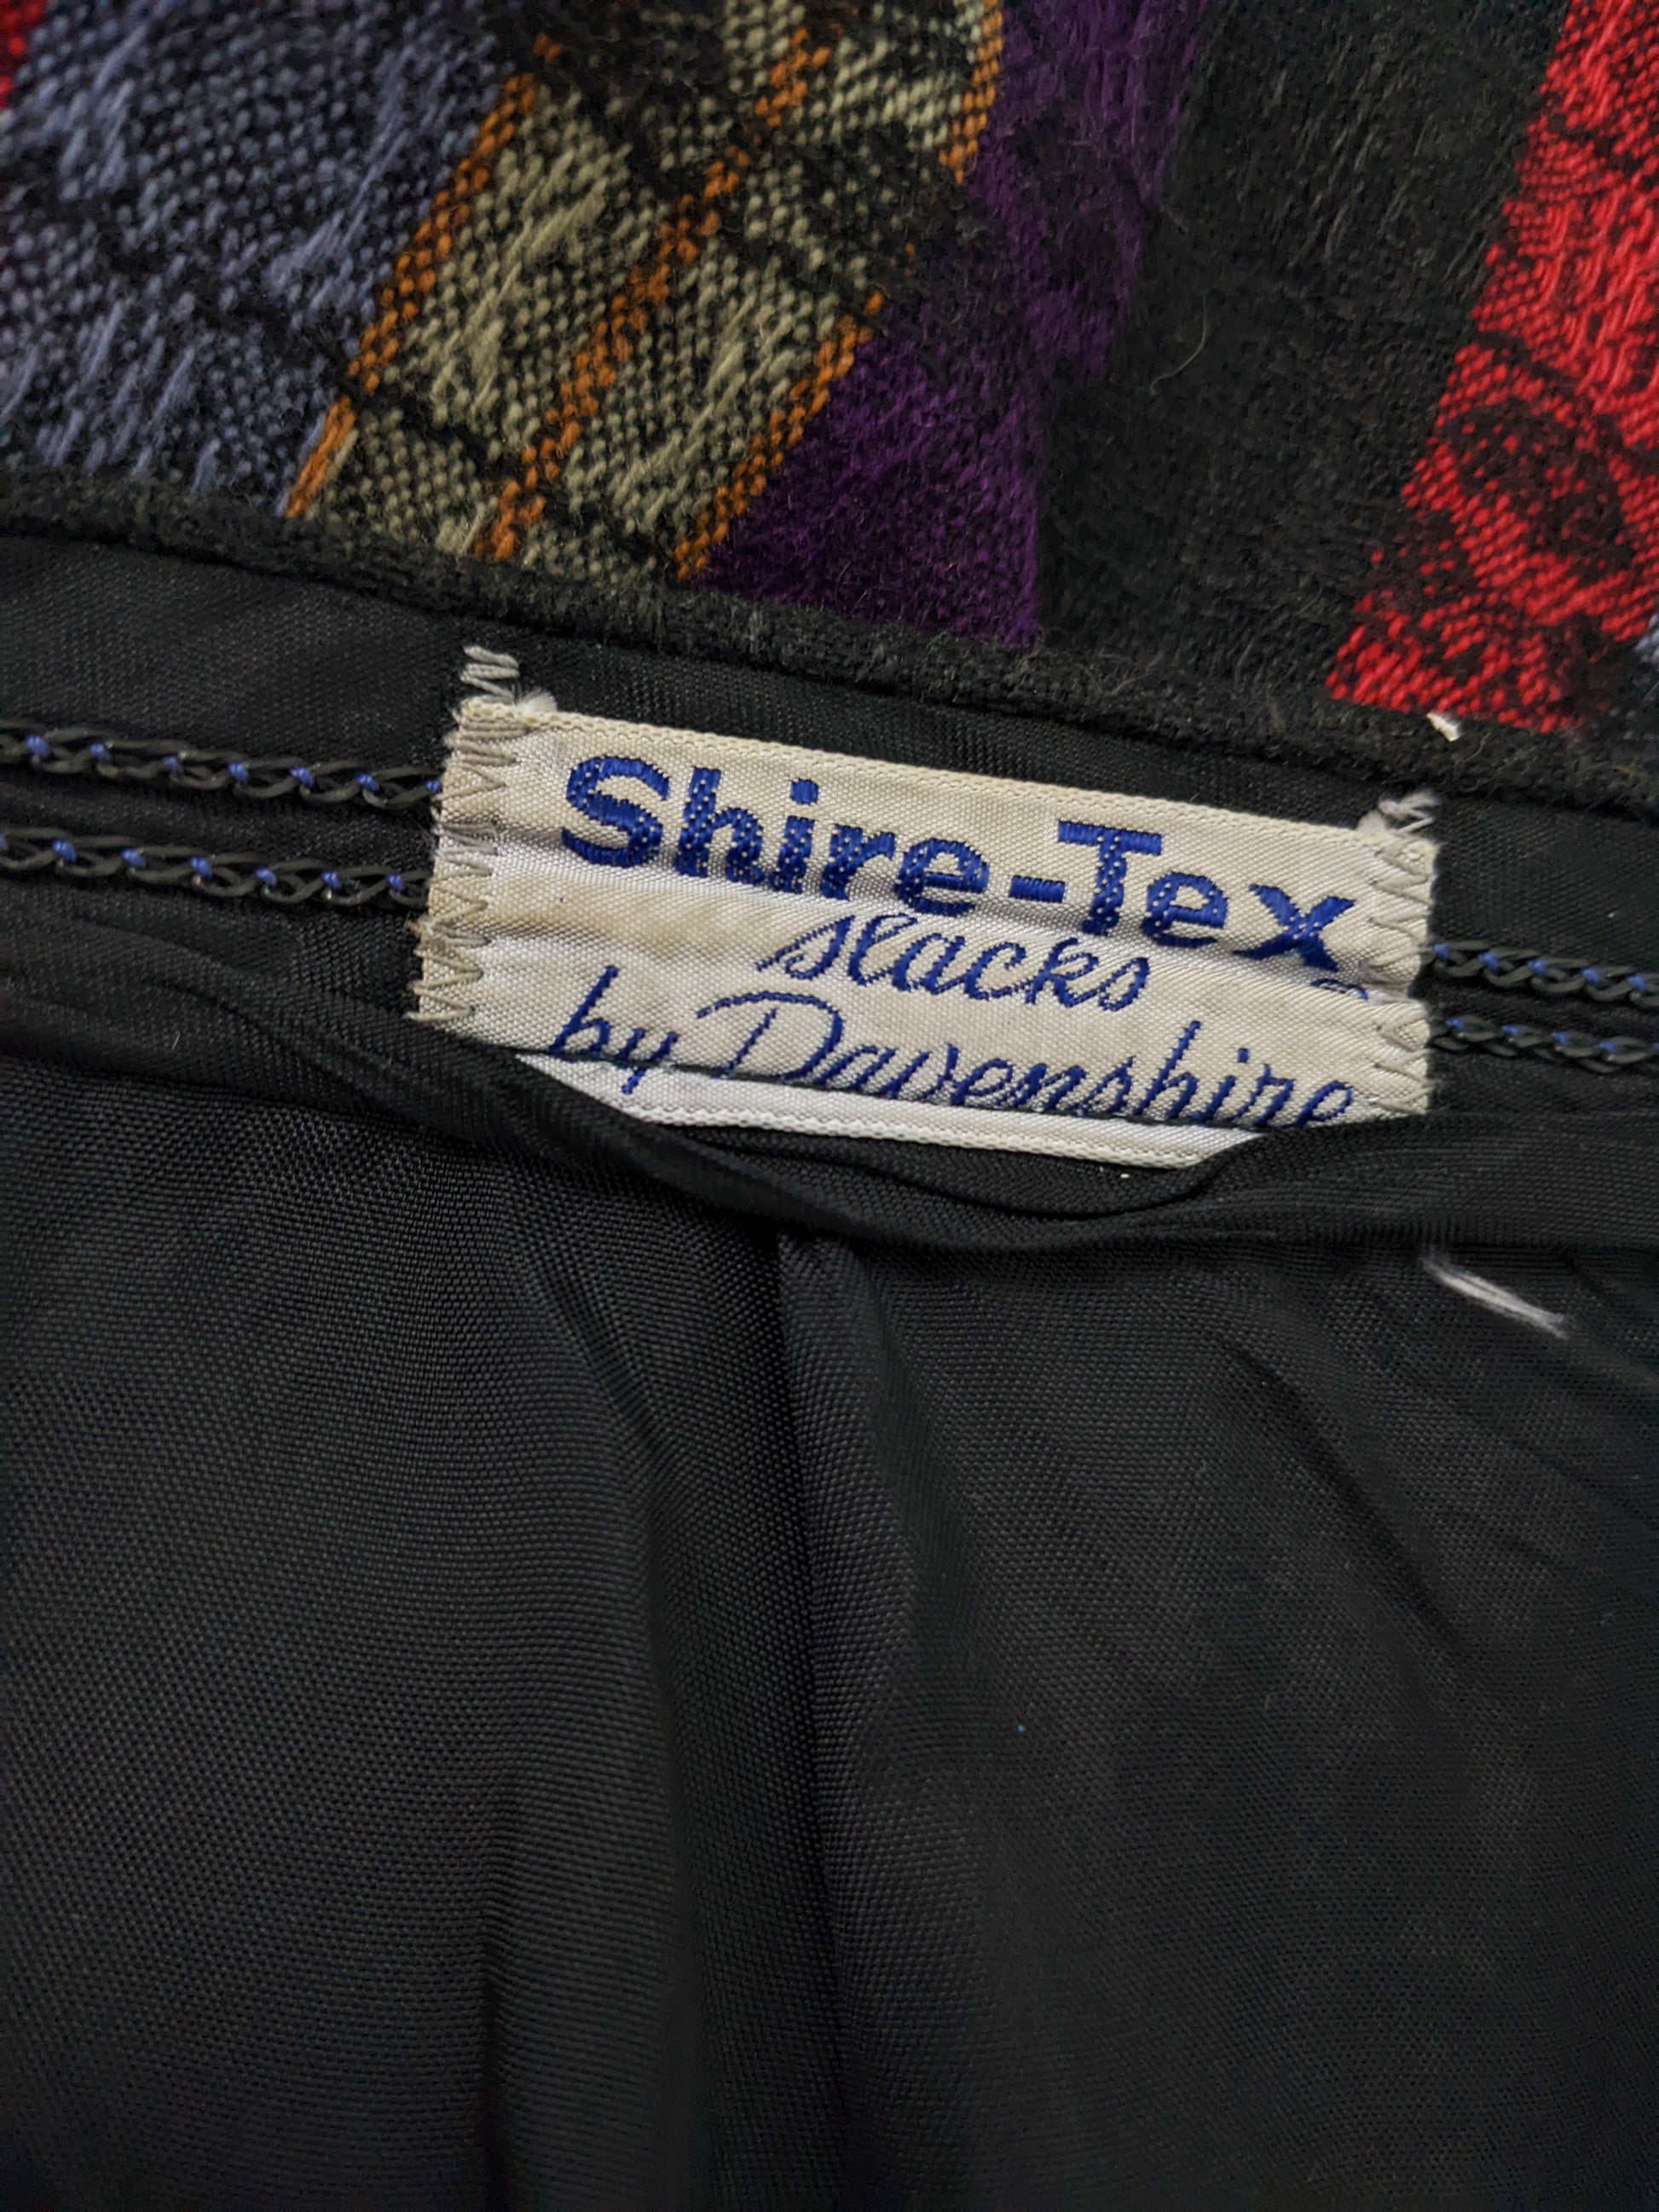 Shire-Tex
slacks
by Davenshire